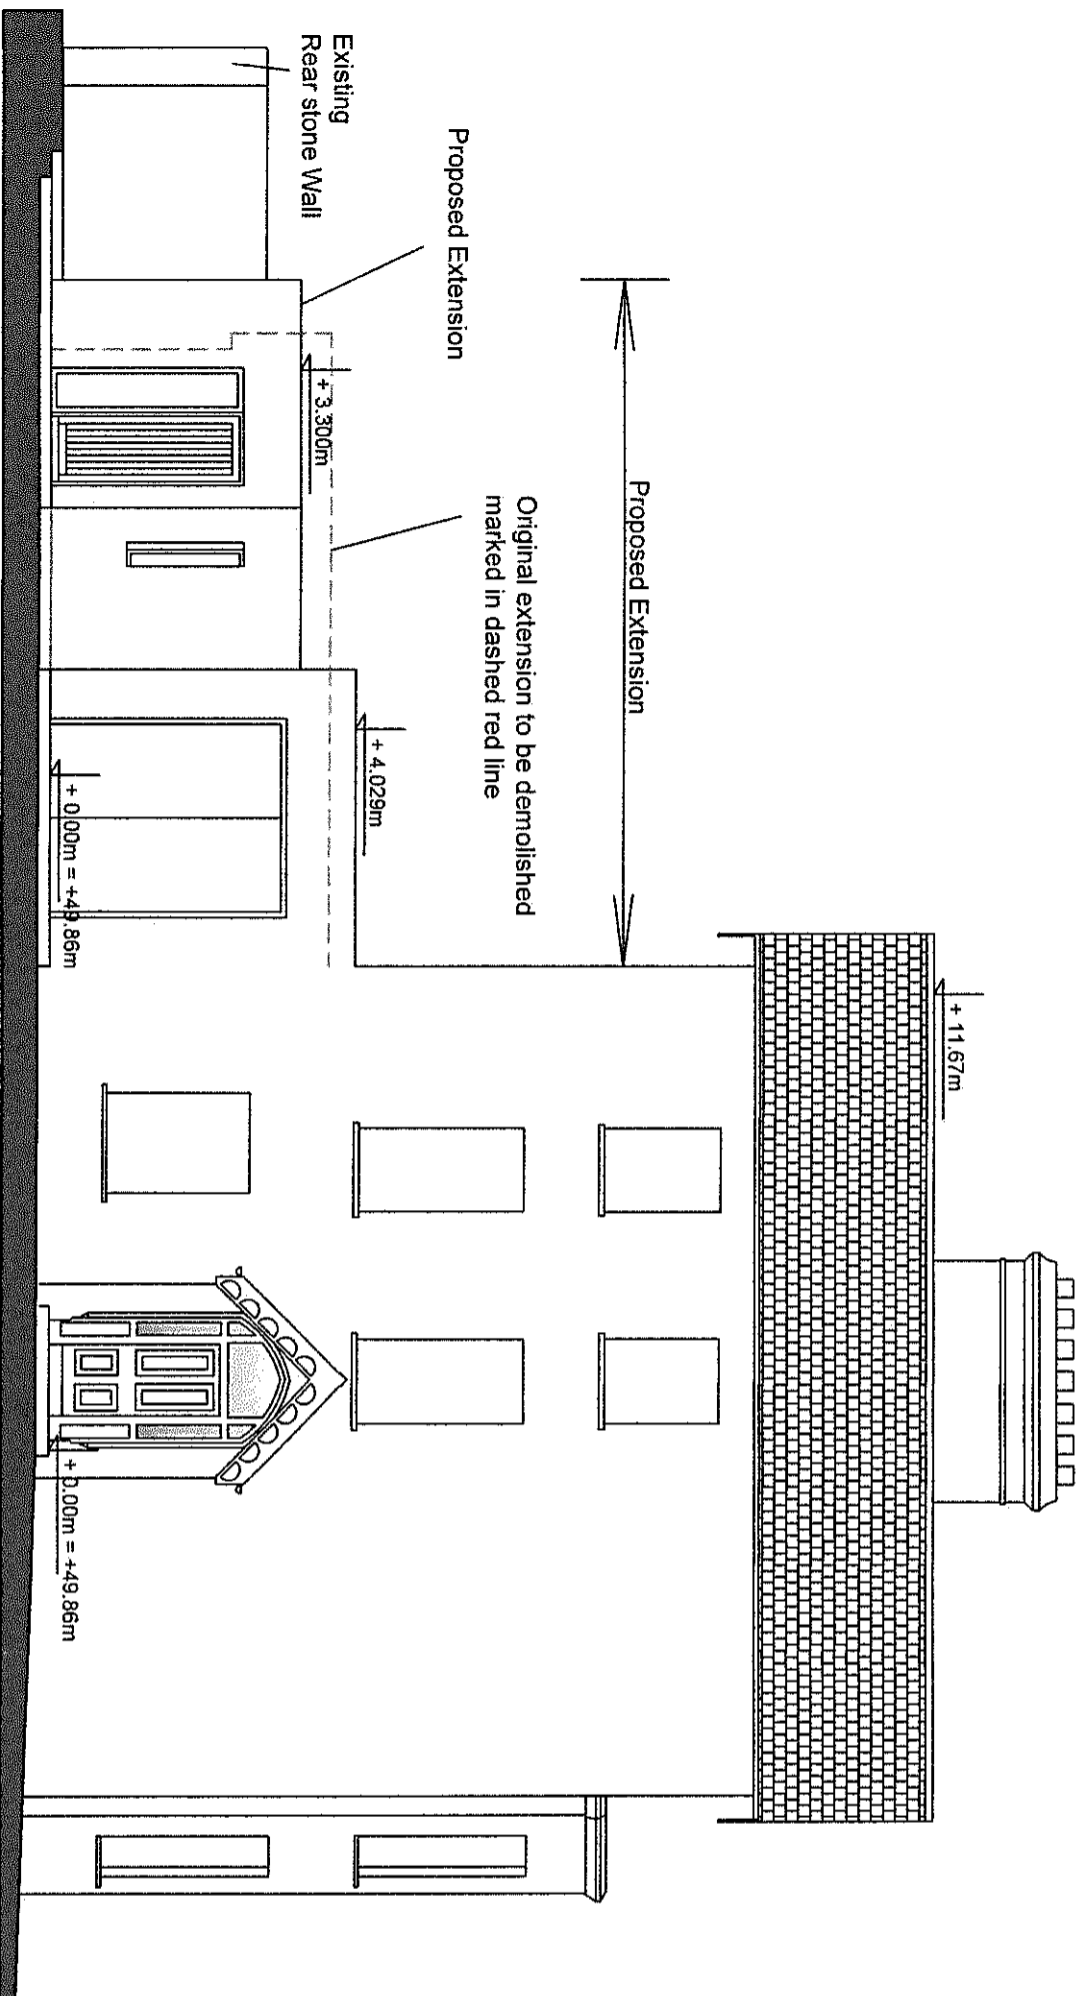 Existing
Rear stone Wall
Proposed Extension
Proposed Extension
Original extension to be demolished
marked in dashed red line
+ 3.300m
+ 4.029m
+ 0.00m = +49.86m
+ 11.67m
+ 0.00m = +49.86m